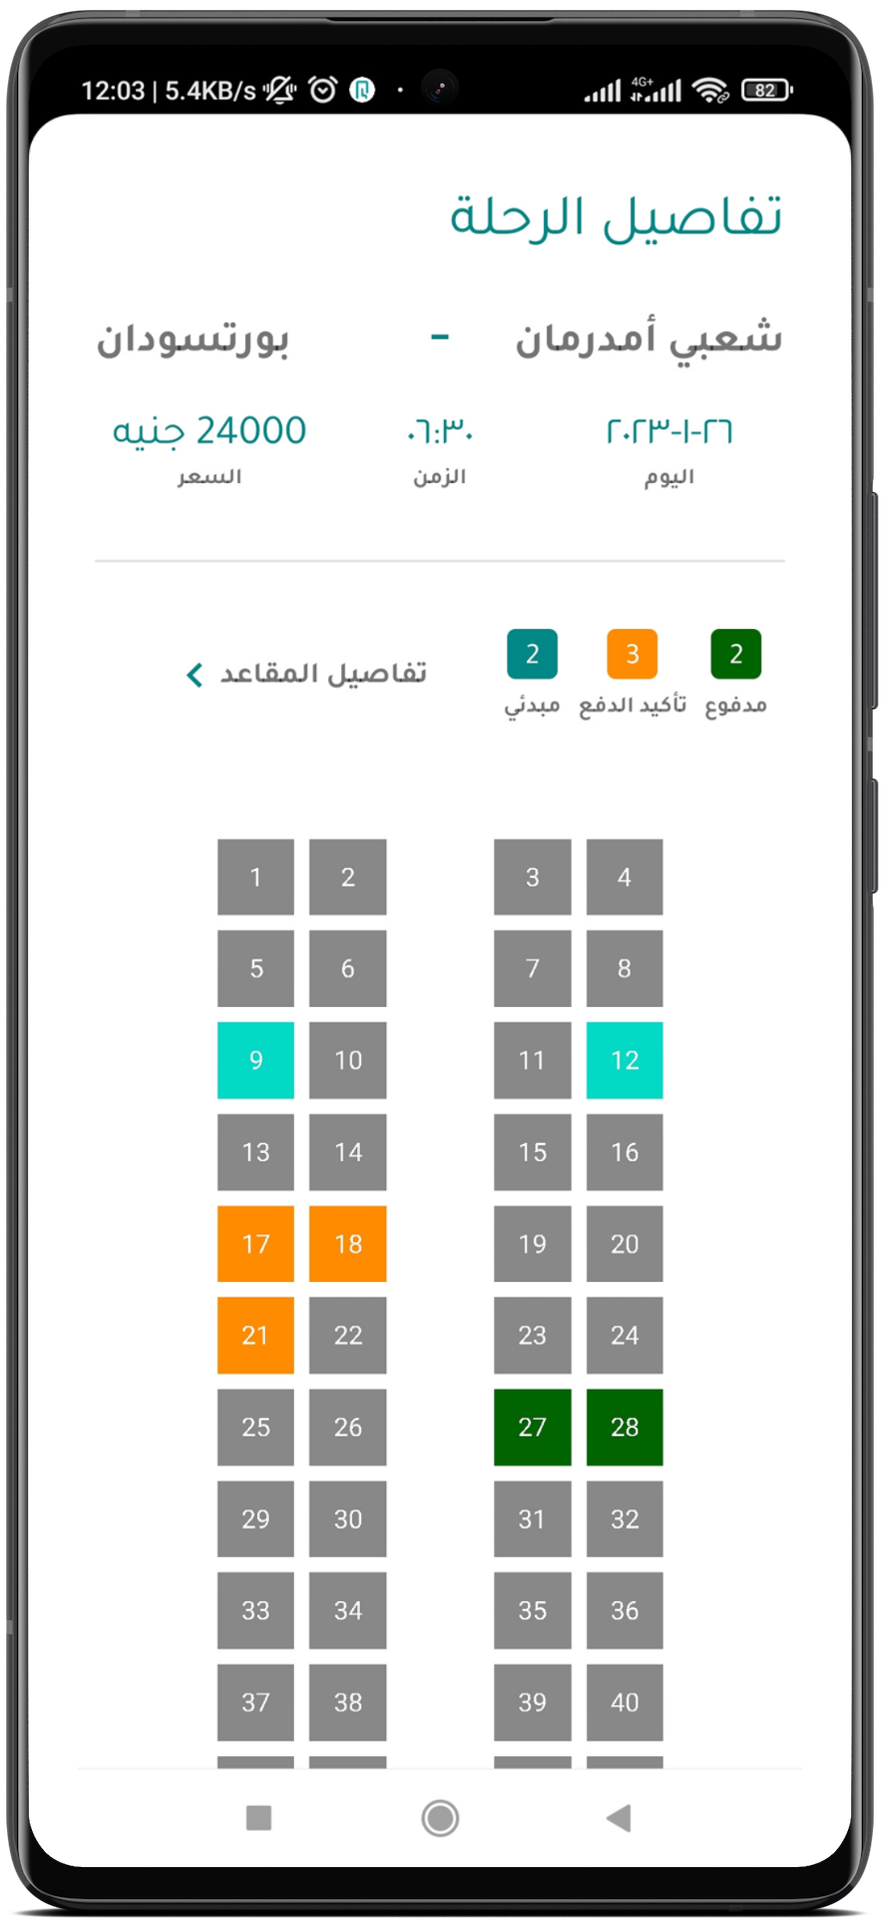 12:03 | 5.4KB/s 4G+ 82
تفاصيل الرحلة
شعبي أمدرمان - بورتسودان
٢٠٢٣-١-٢٦ ٠٦:٣٠ 24000 جنيه
اليوم الزمن السعر
2 3 2
مدفوع تأكيد الدفع مبدئي
تفاصيل المقاعد
1 2 3 4
5 6 7 8
9 10 11 12
13 14 15 16
17 18 19 20
21 22 23 24
25 26 27 28
29 30 31 32
33 34 35 36
37 38 39 40